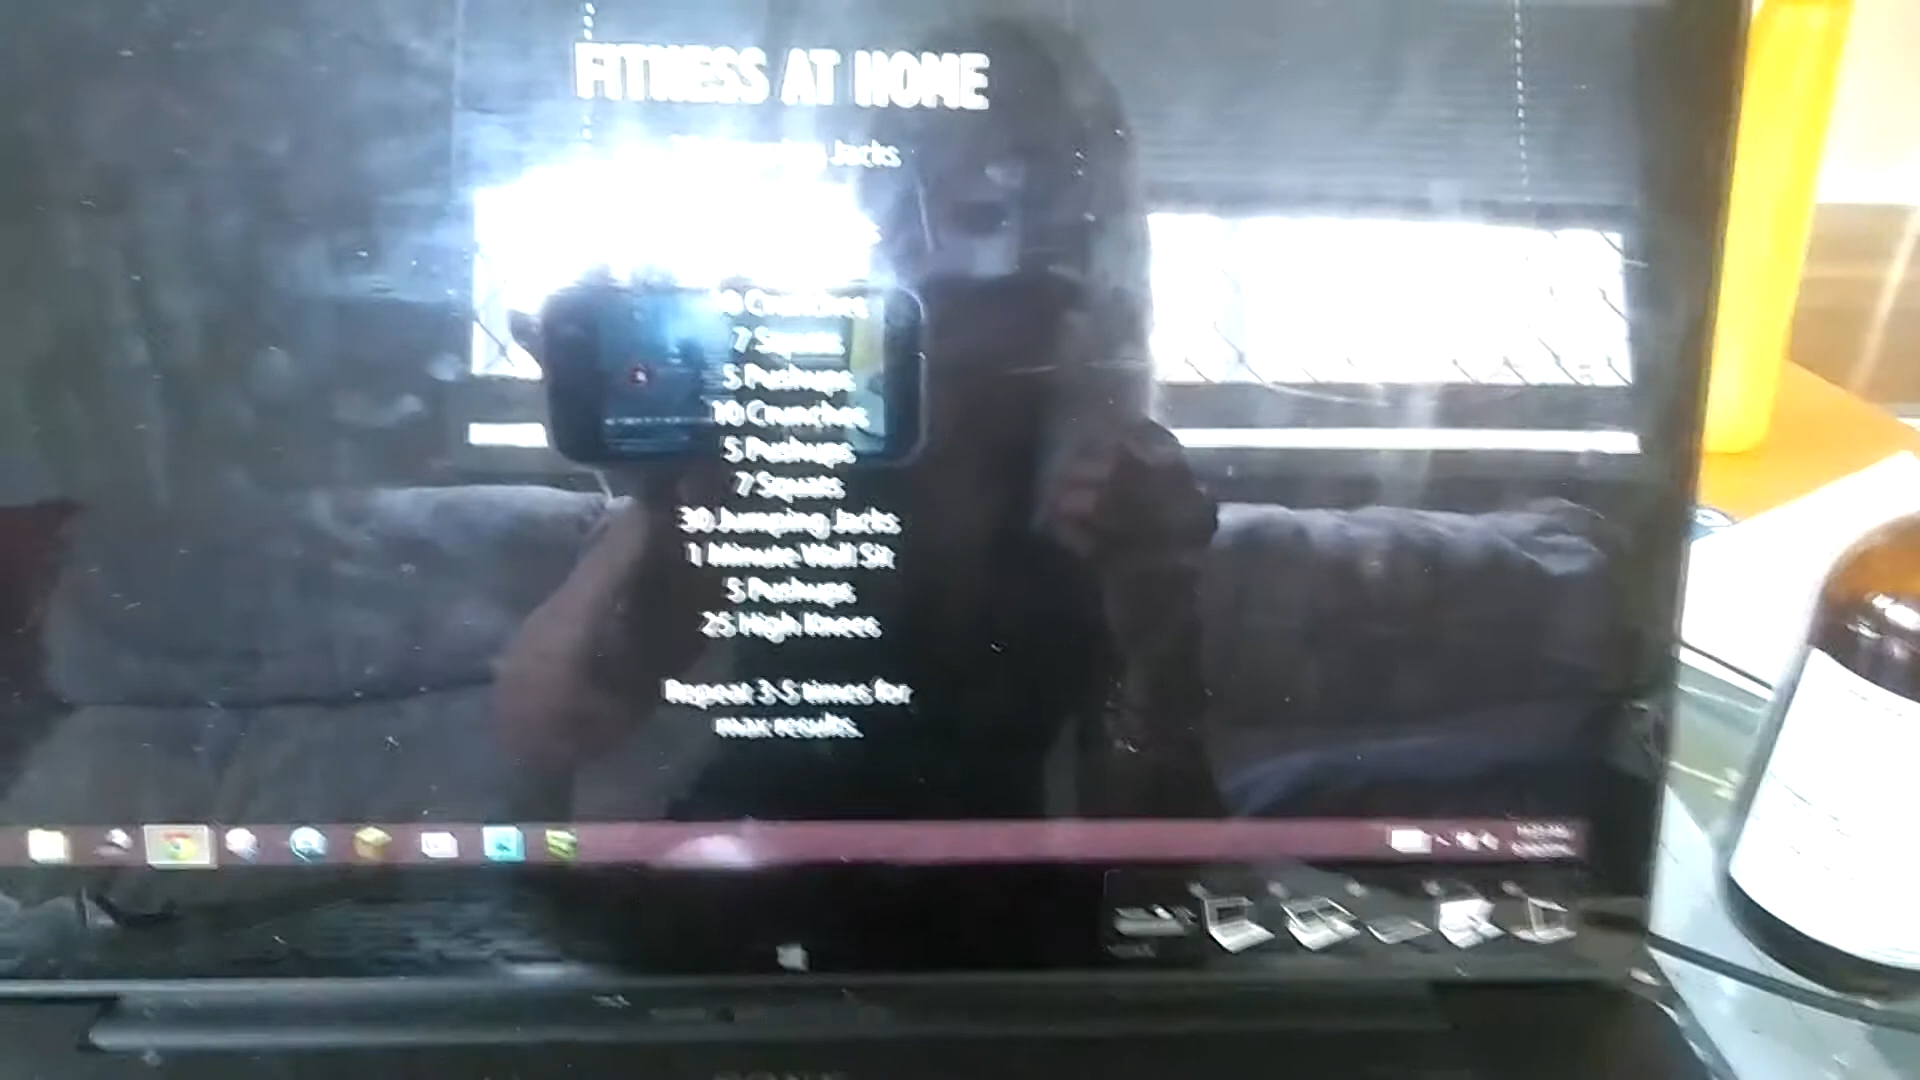 FITNESS AT HOME
Jacks
Crunches
7 Squats
5 Pushups
10 Crunches
5 Pushups
7 Squats
30 Jumping Jacks
1 Minute Wall Sit
5 Pushups
25 High Knees
Repeat 3-5 times for
max results.